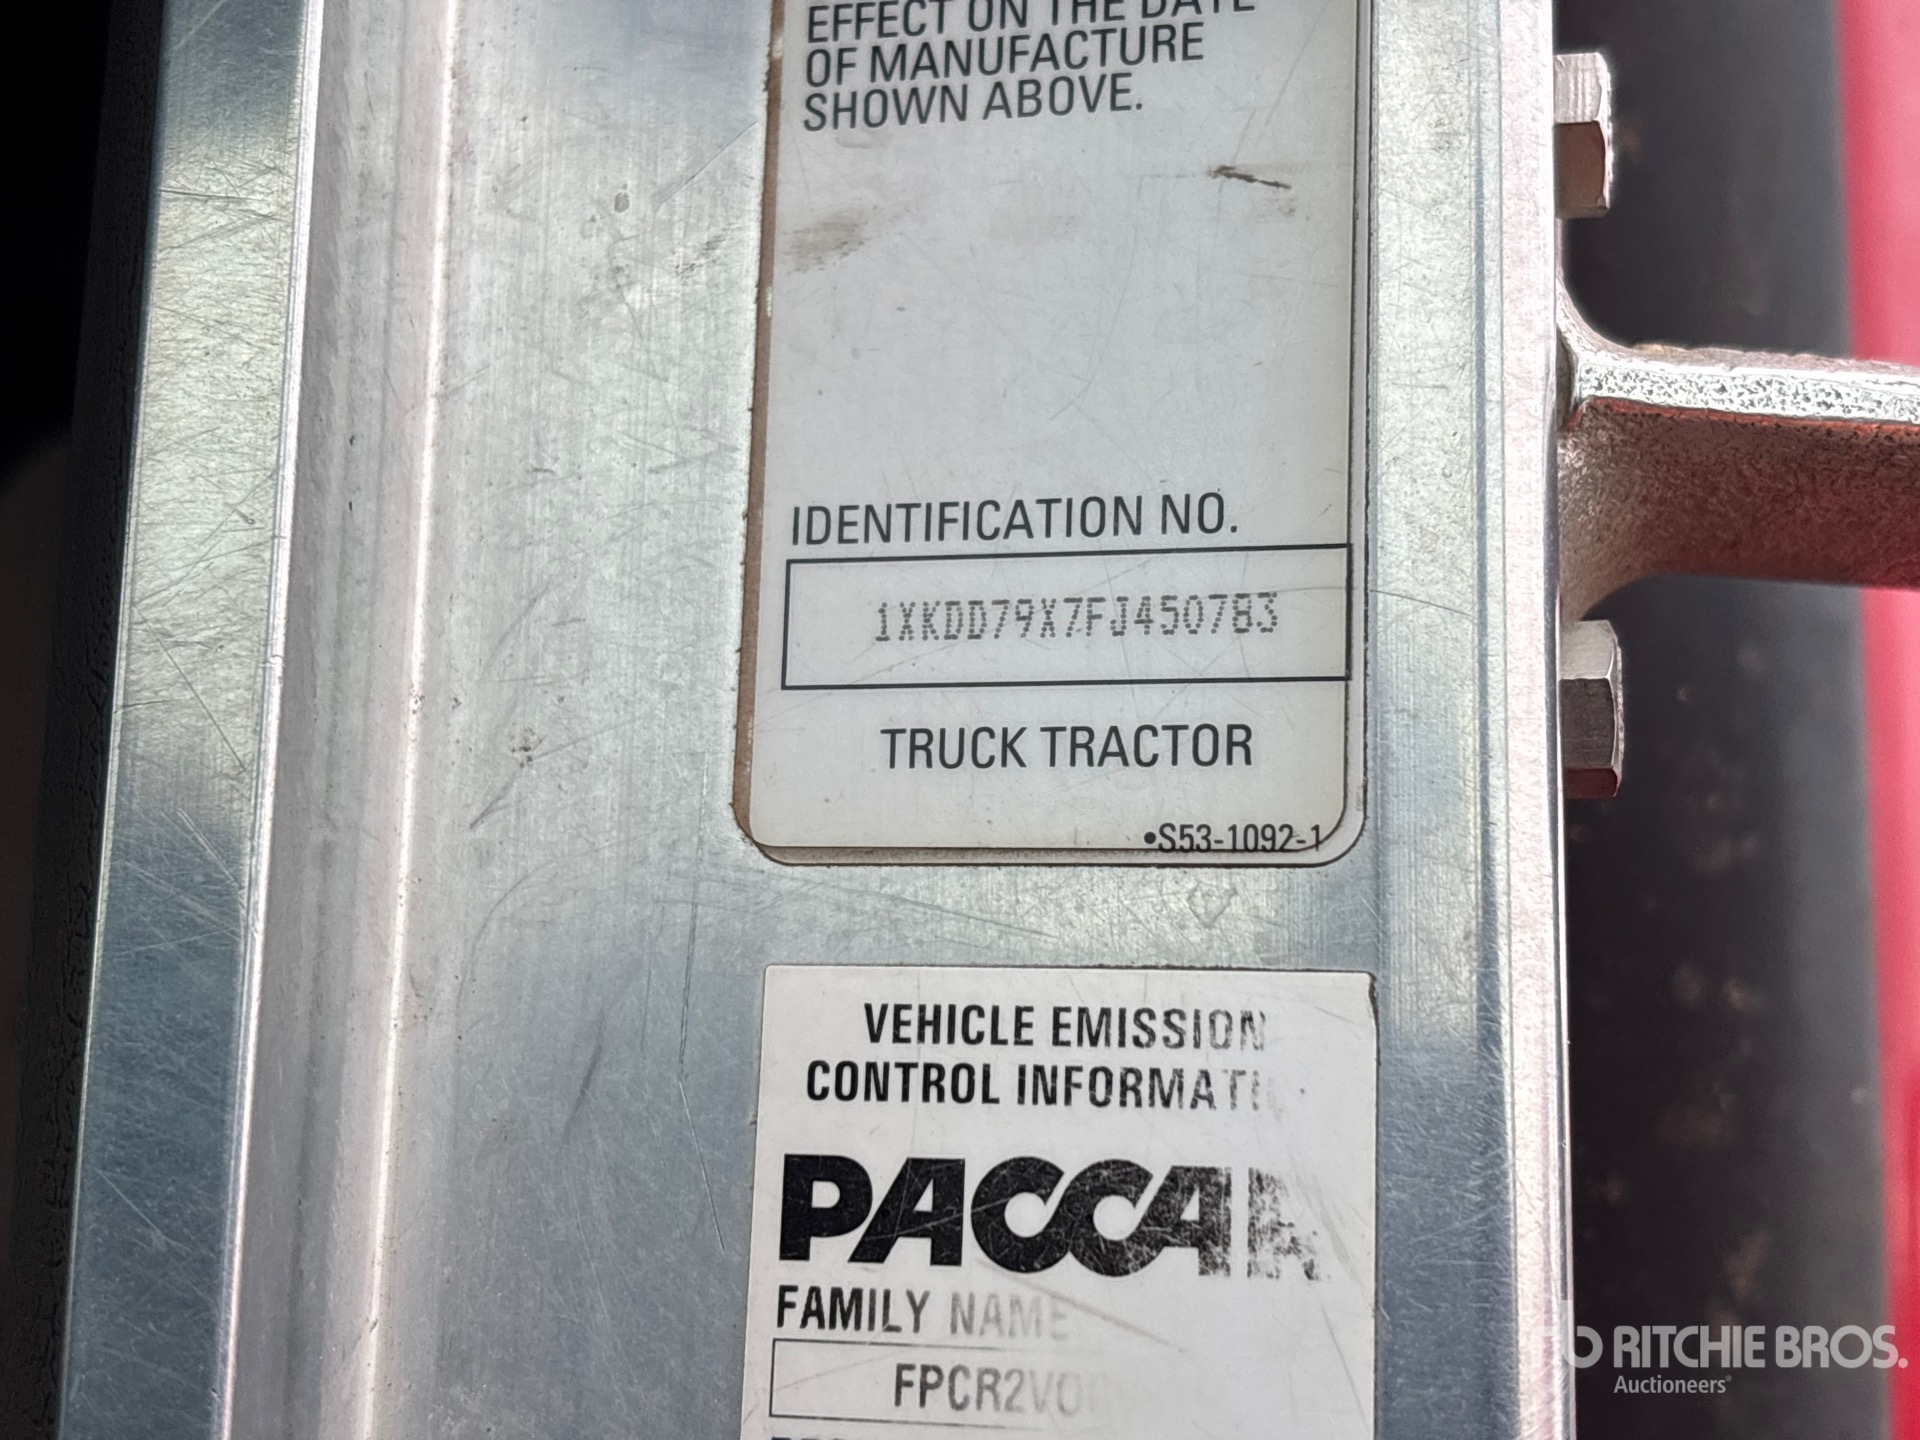 EFFECT ON THE DATE
OF MANUFACTURE
SHOWN ABOVE.
IDENTIFICATION NO.
1XKDD79X7FJ450783
TRUCK TRACTOR
•S53-1092-1
VEHICLE EMISSION
CONTROL INFORMATI
PACCAR
FAMILY NAME
FPCR2V0
RITCHIE BROS.
Auctioneers